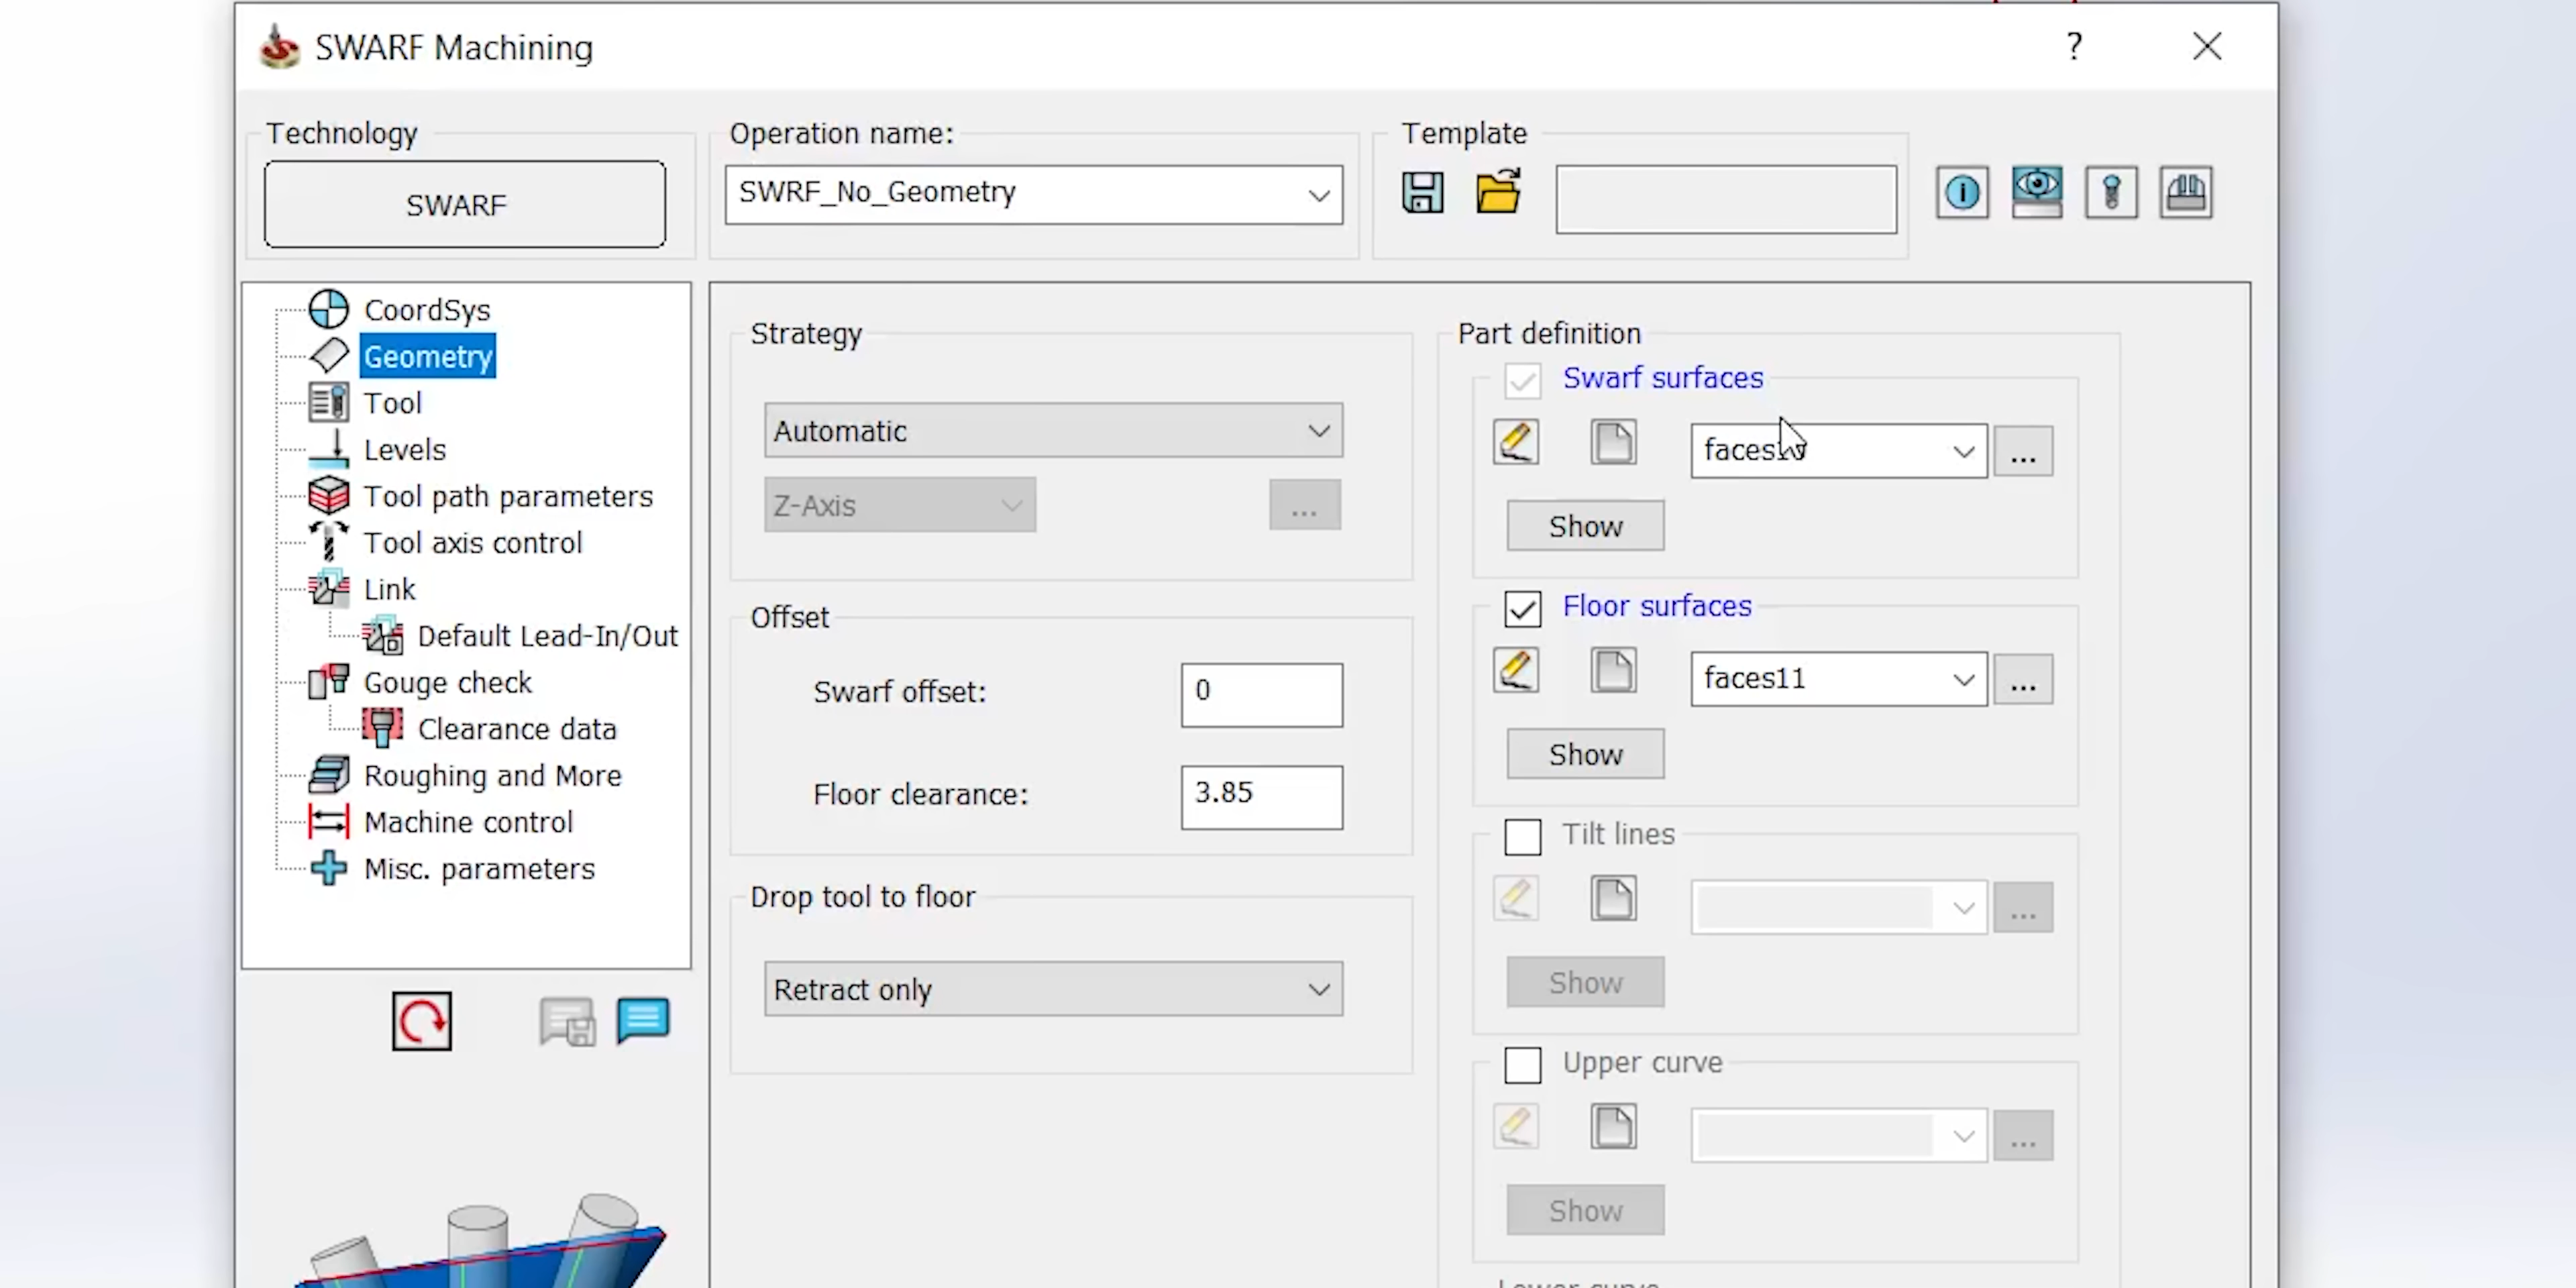 SWARF Machining
?
Technology
SWARF
Operation name:
SWRF_No_Geometry
Template
CoordSys
Geometry
Tool
Levels
Tool path parameters
Tool axis control
Link
Default Lead-In/Out
Gouge check
Clearance data
Roughing and More
Machine control
Misc. parameters
Strategy
Automatic
Z-Axis
...
Offset
Swarf offset:
0
Floor clearance:
3.85
Drop tool to floor
Retract only
Part definition
Swarf surfaces
...
Show
Floor surfaces
faces11
...
Show
Tilt lines
...
Show
Upper curve
...
Show